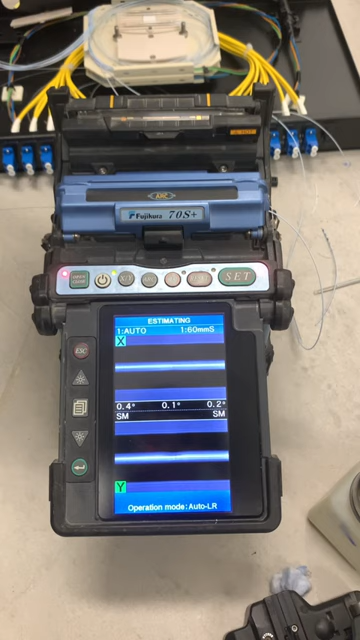 ARC
Fujikura 70S+
SET
ESC
ESTIMATING
1:AUTO 1:60mmS
X
0.4° 0.1° 0.2°
SM SM
Y
Operation mode:Auto-LR